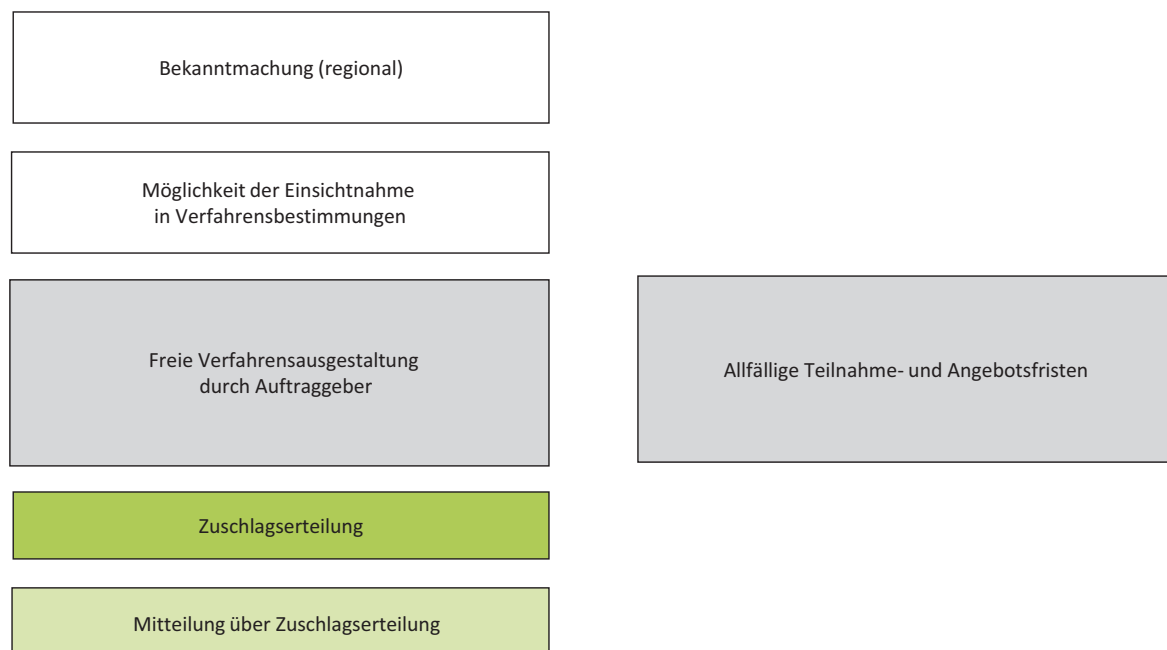 Bekanntmachung (regional)
Möglichkeit der Einsichtnahme
in Verfahrensbestimmungen
Freie Verfahrensausgestaltung
durch Auftraggeber
Allfällige Teilnahme- und Angebotsfristen
Zuschlagserteilung
Mitteilung über Zuschlagserteilung